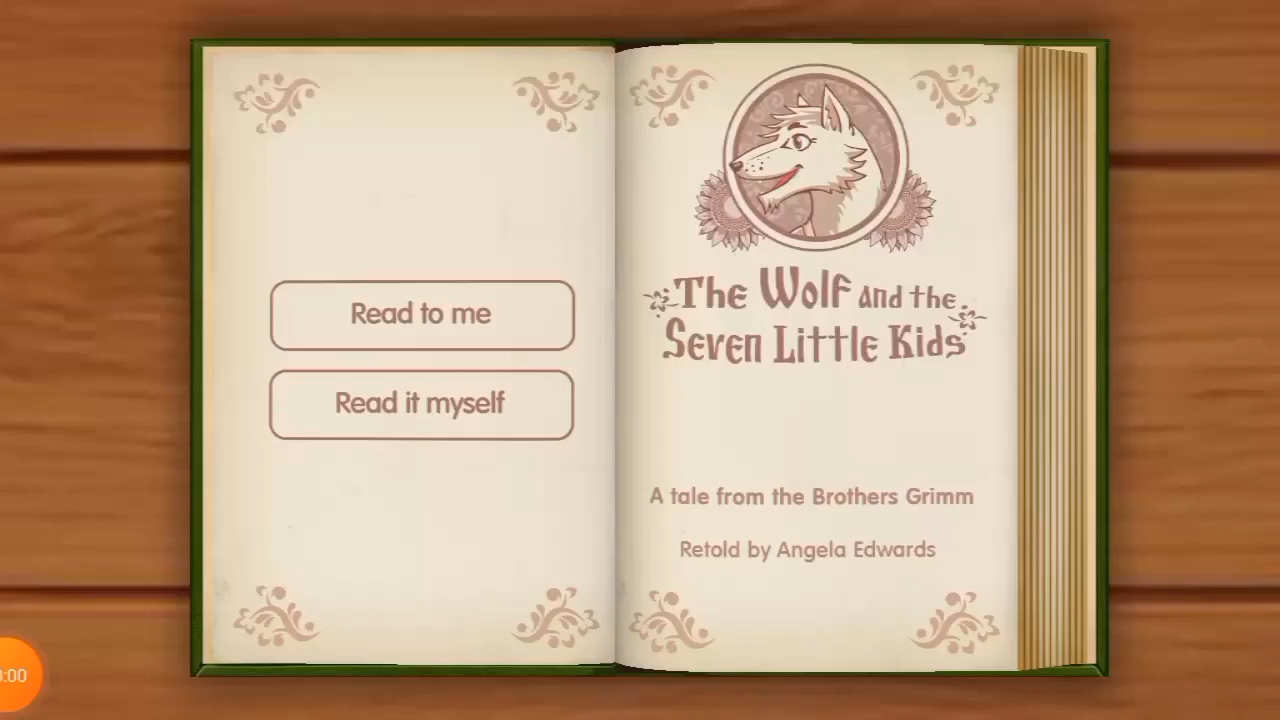 Read to me
Read it myself
The Wolf and the
Seven Little Kids
A tale from the Brothers Grimm
Retold by Angela Edwards
:00